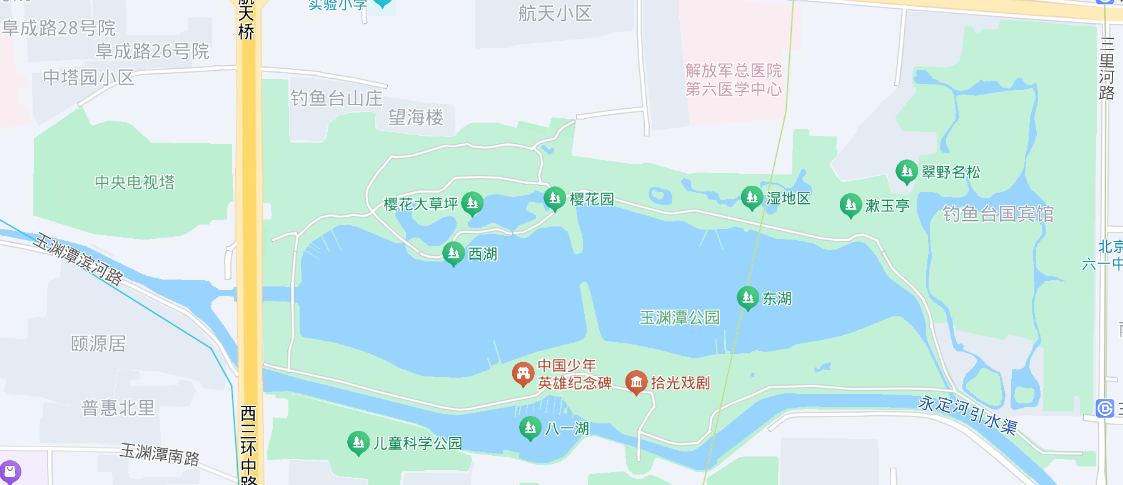 实验小学
航天桥
航天小区
阜成路28号院
阜成路26号院
中塔园小区
解放军总医院
第六医学中心
三里河路
钓鱼台山庄
望海楼
中央电视塔
翠野名松
樱花大草坪
樱花园
湿地区
漱玉亭
钓鱼台国宾馆
玉渊潭滨河路
西湖
北京
六一中
东湖
玉渊潭公园
颐源居
中国少年
英雄纪念碑
拾光戏剧
普惠北里
西三环中路
永定河引水渠
八一湖
儿童科学公园
玉渊潭南路